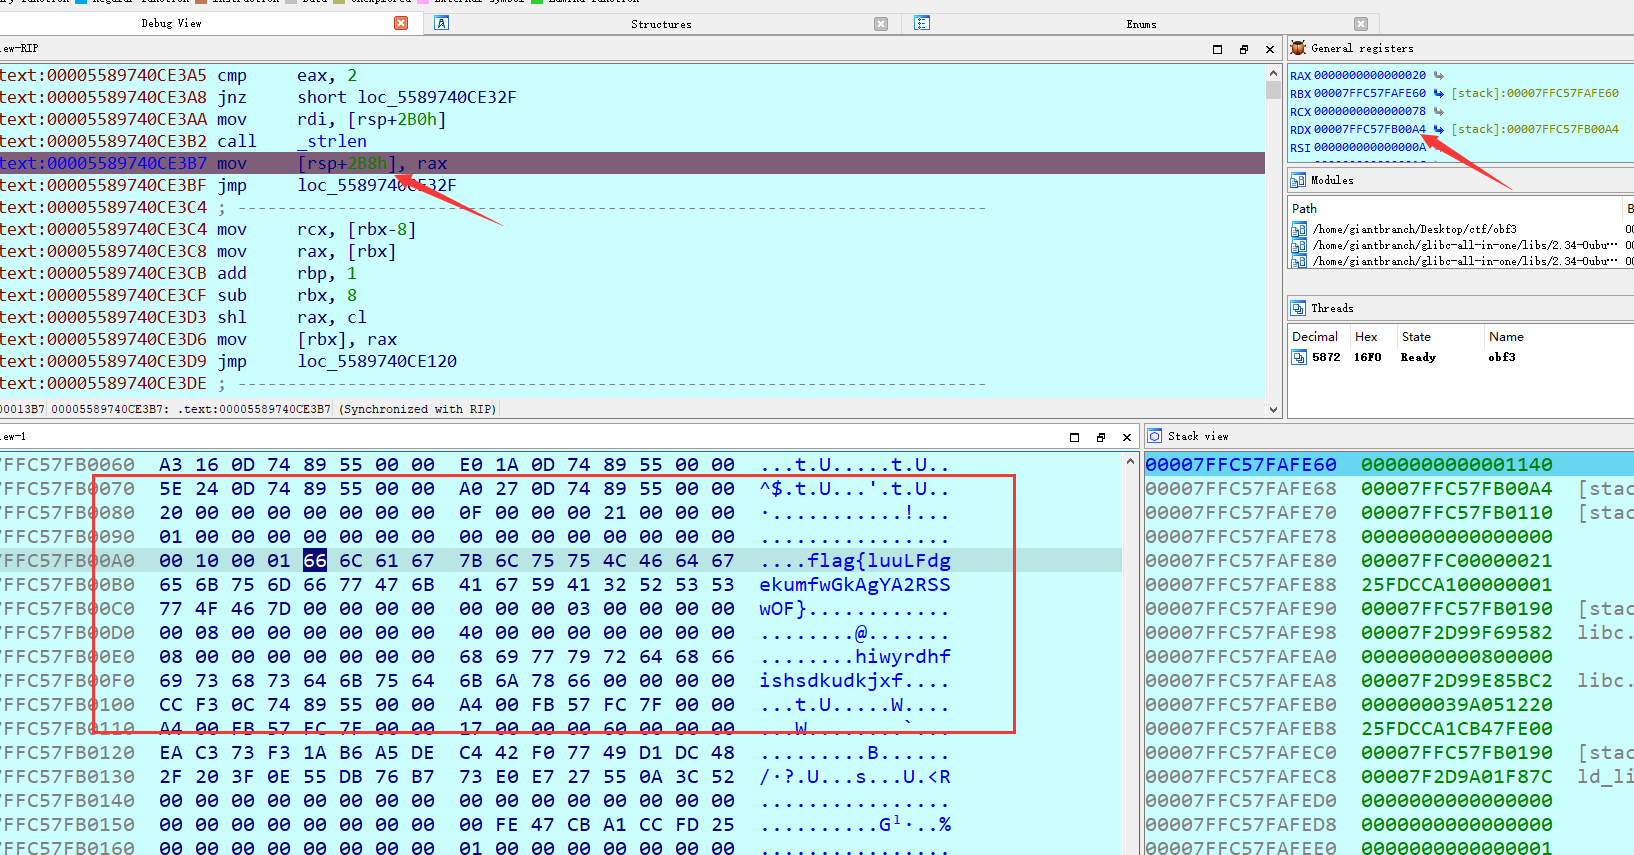 Debug View
Structures
Enums
ew-RIP
General registers
text:00005589740CE3A5 cmp eax, 2
text:00005589740CE3A8 jnz short loc_5589740CE32F
text:00005589740CE3AA mov rdi, [rsp+2B0h]
text:00005589740CE3B2 call _strlen
text:00005589740CE3B7 mov [rsp+2B8h], rax
text:00005589740CE3BF jmp loc_5589740CE32F
text:00005589740CE3C4 ; ---------------------------------------------------------------------------
text:00005589740CE3C4 mov rcx, [rbx-8]
text:00005589740CE3C8 mov rax, [rbx]
text:00005589740CE3CB add rbp, 1
text:00005589740CE3CF sub rbx, 8
text:00005589740CE3D3 shl rax, cl
text:00005589740CE3D6 mov [rbx], rax
text:00005589740CE3D9 jmp loc_5589740CE120
text:00005589740CE3DE ; ---------------------------------------------------------------------------
00013B7 00005589740CE3B7: .text:00005589740CE3B7 (Synchronized with RIP)
RAX 0000000000000020
RBX 00007FFC57FAFE60 [stack]:00007FFC57FAFE60
RCX 0000000000000078
RDX 00007FFC57FB00A4 [stack]:00007FFC57FB00A4
RSI 000000000000000A
Modules
Path
/home/giantbranch/Desktop/ctf/obf3
/home/giantbranch/glibc-all-in-one/libs/2.34-0ubu…
/home/giantbranch/glibc-all-in-one/libs/2.34-0ubu…
Threads
Decimal Hex State Name
5872 16F0 Ready obf3
ew-1
7FFC57FB0060 A3 16 0D 74 89 55 00 00 E0 1A 0D 74 89 55 00 00 ...t.U.....t.U..
7FFC57FB0070 5E 24 0D 74 89 55 00 00 A0 27 0D 74 89 55 00 00 ^$.t.U...'.t.U..
7FFC57FB0080 20 00 00 00 00 00 00 00 0F 00 00 00 21 00 00 00 ·...........!...
7FFC57FB0090 01 00 00 00 00 00 00 00 00 00 00 00 00 00 00 00 ................
7FFC57FB00A0 00 10 00 01 66 6C 61 67 7B 6C 75 75 4C 46 64 67 ....flag{luuLFdg
7FFC57FB00B0 65 6B 75 6D 66 77 47 6B 41 67 59 41 32 52 53 53 ekumfwGkAgYA2RSS
7FFC57FB00C0 77 4F 46 7D 00 00 00 00 00 00 00 03 00 00 00 00 wOF}............
7FFC57FB00D0 00 08 00 00 00 00 00 00 40 00 00 00 00 00 00 00 ........@.......
7FFC57FB00E0 08 00 00 00 00 00 00 00 68 69 77 79 72 64 68 66 ........hiwyrdhf
7FFC57FB00F0 69 73 68 73 64 6B 75 64 6B 6A 78 66 00 00 00 00 ishsdkudkjxf....
7FFC57FB0100 CC F3 0C 74 89 55 00 00 A4 00 FB 57 FC 7F 00 00 ...t.U.....W....
7FFC57FB0110 A4 00 FB 57 FC 7F 00 00 17 00 00 00 60 00 00 00 ...W........`...
7FFC57FB0120 EA C3 73 F3 1A B6 A5 DE C4 42 F0 77 49 D1 DC 48 .........B......
7FFC57FB0130 2F 20 3F 0E 55 DB 76 B7 73 E0 E7 27 55 0A 3C 52 /·?.U...s...U.<R
7FFC57FB0140 00 00 00 00 00 00 00 00 00 00 00 00 00 00 00 00 ................
7FFC57FB0150 00 00 00 00 00 00 00 00 00 FE 47 CB A1 CC FD 25 ..........G¹·..%
7FFC57FB0160 00 00 00 00 00 00 00 00 01 00 00 00 00 00 00 00 ................
Stack view
00007FFC57FAFE60 0000000000001140
00007FFC57FAFE68 00007FFC57FB00A4 [stac
00007FFC57FAFE70 00007FFC57FB0110 [stac
00007FFC57FAFE78 0000000000000000
00007FFC57FAFE80 00007FFC00000021
00007FFC57FAFE88 25FDCCA100000001
00007FFC57FAFE90 00007FFC57FB0190 [stac
00007FFC57FAFE98 00007F2D99F69582 libc.
00007FFC57FAFEA0 0000000000800000
00007FFC57FAFEA8 00007F2D99E85BC2 libc.
00007FFC57FAFEB0 000000039A051220
00007FFC57FAFEB8 25FDCCA1CB47FE00
00007FFC57FAFEC0 00007FFC57FB0190 [stac
00007FFC57FAFEC8 00007F2D9A01F87C ld_li
00007FFC57FAFED0 0000000000000000
00007FFC57FAFED8 0000000000000000
00007FFC57FAFEE0 0000000000000001